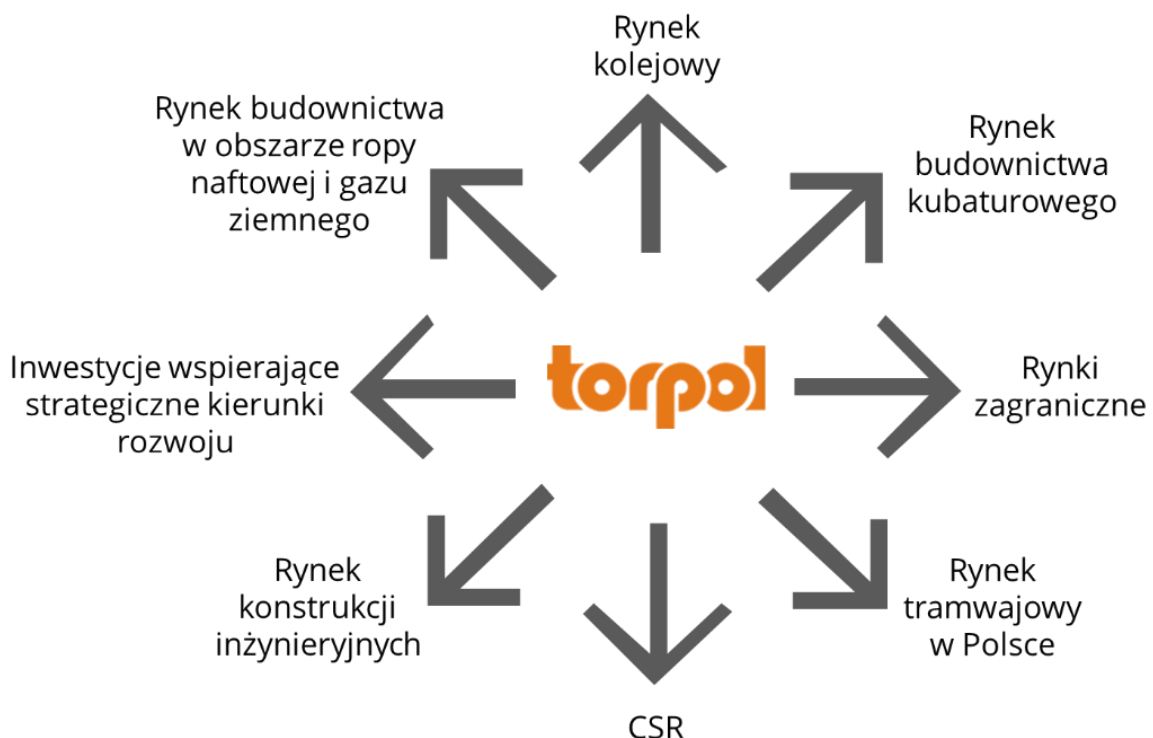 Rynek
kolejowy
Rynek budownictwa
w obszarze ropy
naftowej i gazu
ziemnego
Rynek
budownictwa
kubaturowego
Inwestycje wspierające
strategiczne kierunki
rozwoju
torpol
Rynki
zagraniczne
Rynek
konstrukcji
inżynieryjnych
Rynek
tramwajowy
w Polsce
CSR